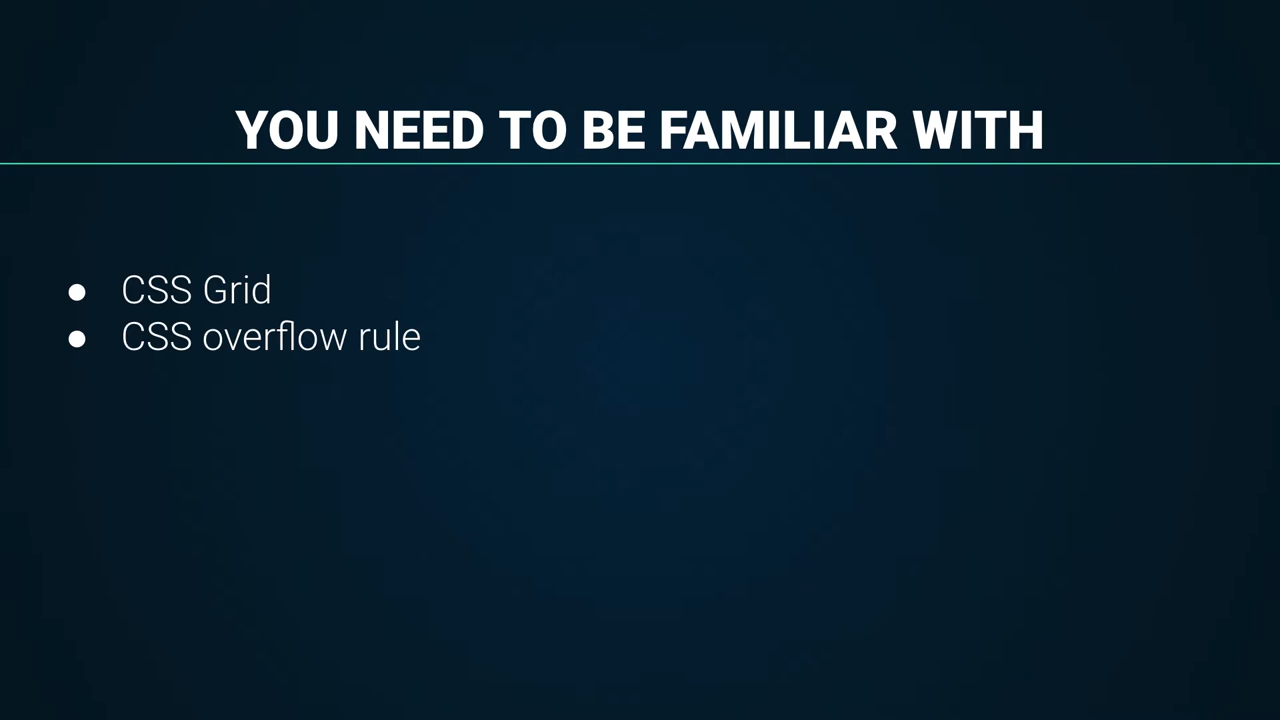 YOU NEED TO BE FAMILIAR WITH
● CSS Grid
● CSS overflow rule